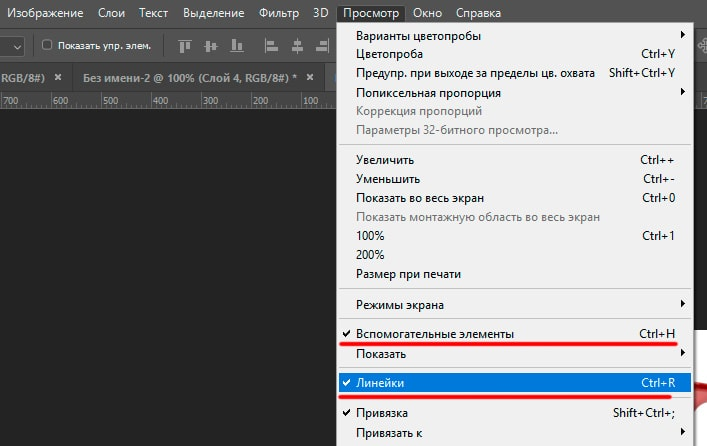 Изображение Слои Текст Выделение Фильтр 3D Просмотр Окно Справка
Показать упр. элем.
RGB/8#) × Без имени-2 @ 100% (Слой 4, RGB/8#) * ×
700 600 500 400 300 200 100
Варианты цветопробы
Цветопроба Ctrl+Y
Предупр. при выходе за пределы цв. охвата Shift+Ctrl+Y
Попиксельная пропорция
Коррекция пропорций
Параметры 32-битного просмотра...
Увеличить Ctrl++
Уменьшить Ctrl+-
Показать во весь экран Ctrl+0
Показать монтажную область во весь экран
100% Ctrl+1
200%
Размер при печати
Режимы экрана
Вспомогательные элементы Ctrl+H
Показать
Линейки Ctrl+R
Привязка Shift+Ctrl+;
Привязать к